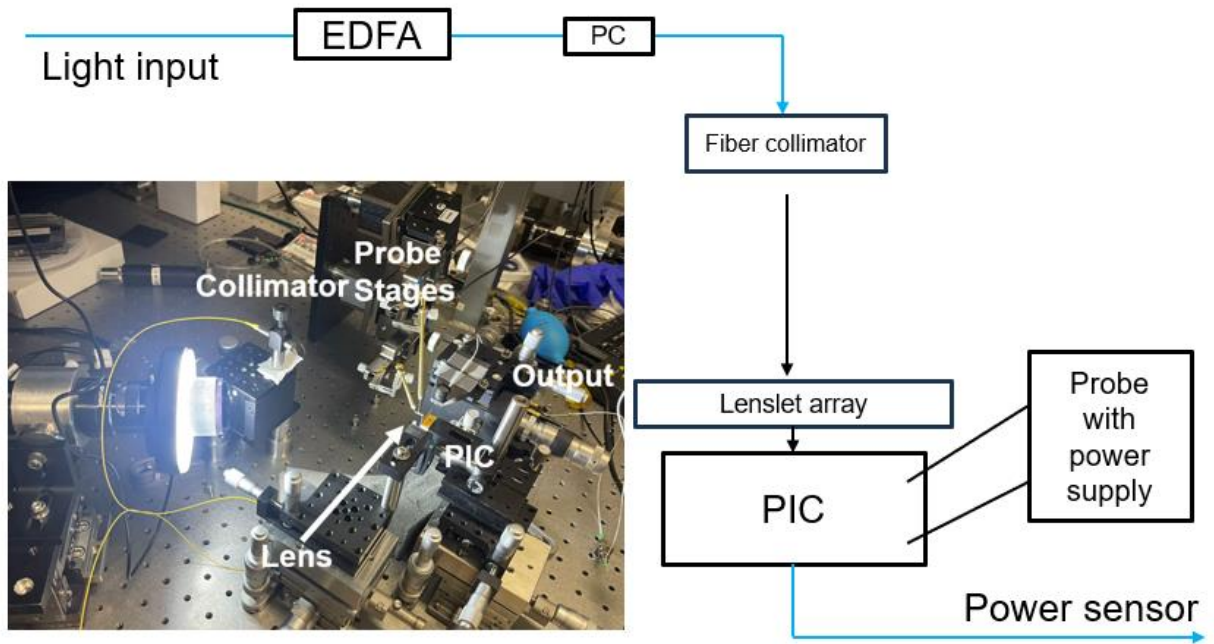 EDFA
PC
Light input
Fiber collimator
Probe
Collimator Stages
Output
PIC
Lens
Lenslet array
Probe
with
power
supply
PIC
Power sensor